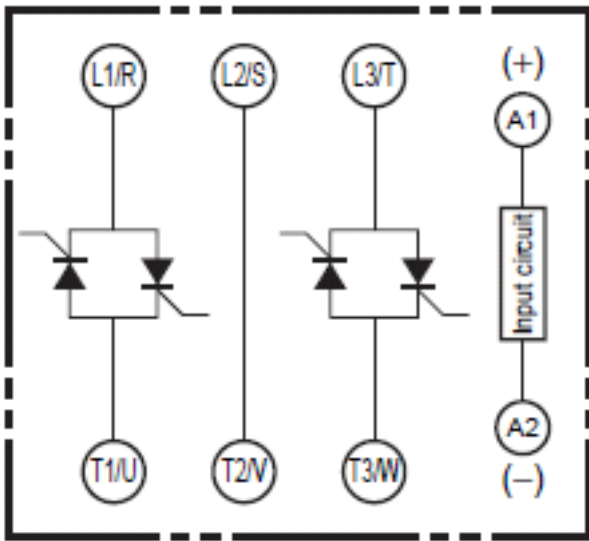 L1/R L2/S L3/T (+)
A1
Input circuit
A2
T1/U T2/V T3/W (−)